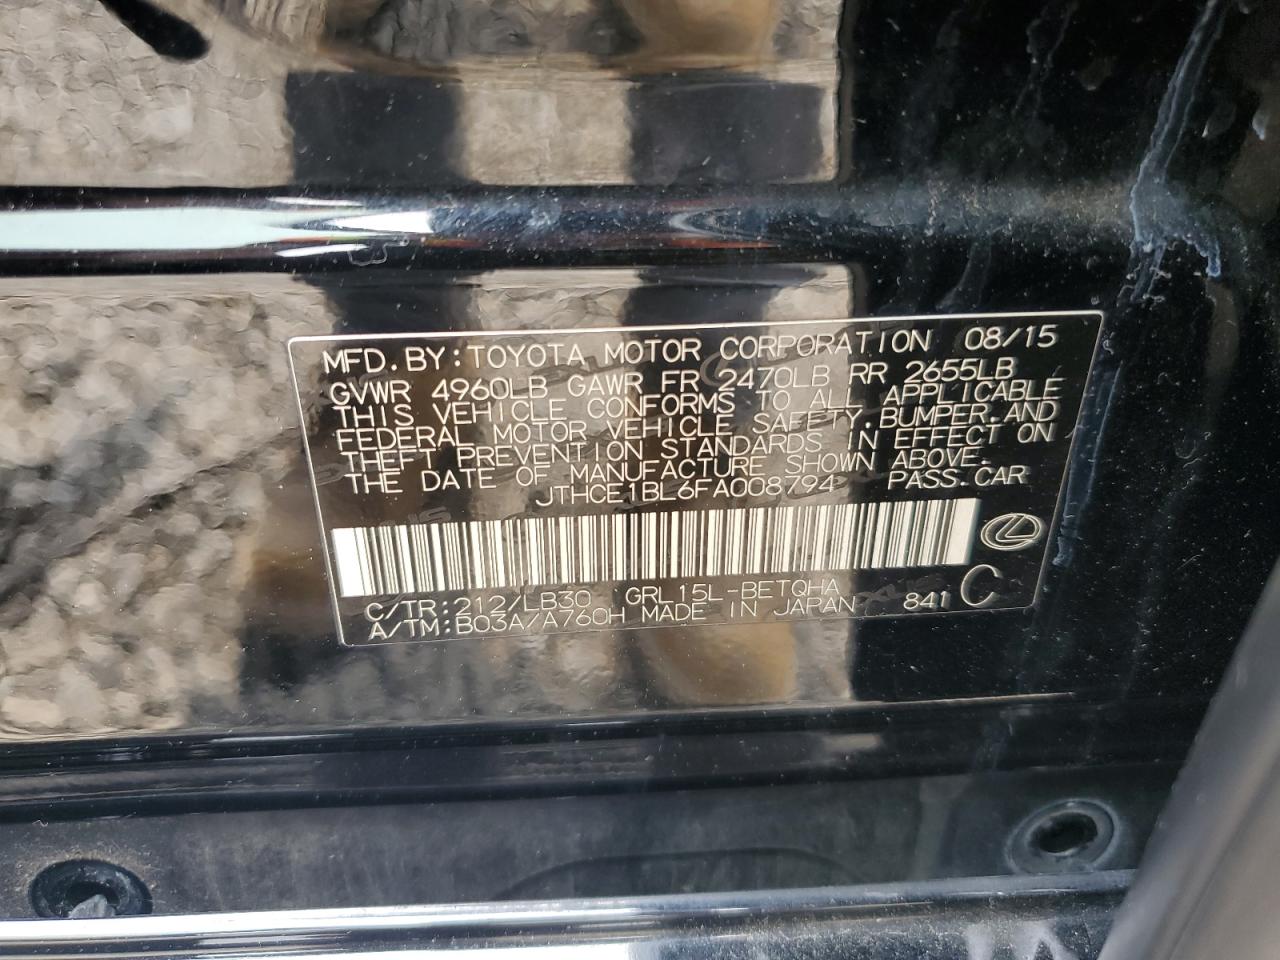 MFD. BY: TOYOTA MOTOR CORPORATION 08/15
GVWR 4960LB GAWR FR 2470LB RR 2655LB
THIS VEHICLE CONFORMS TO ALL APPLICABLE
FEDERAL MOTOR VEHICLE SAFETY, BUMPER, AND
THEFT PREVENTION STANDARDS IN EFFECT ON
THE DATE OF MANUFACTURE SHOWN ABOVE.
JTHCE1BL6FA008794 PASS. CAR
C/TR: 212/LB30 GRL15L-BETQHA
A/TM: B03A/A760H MADE IN JAPAN 841 C